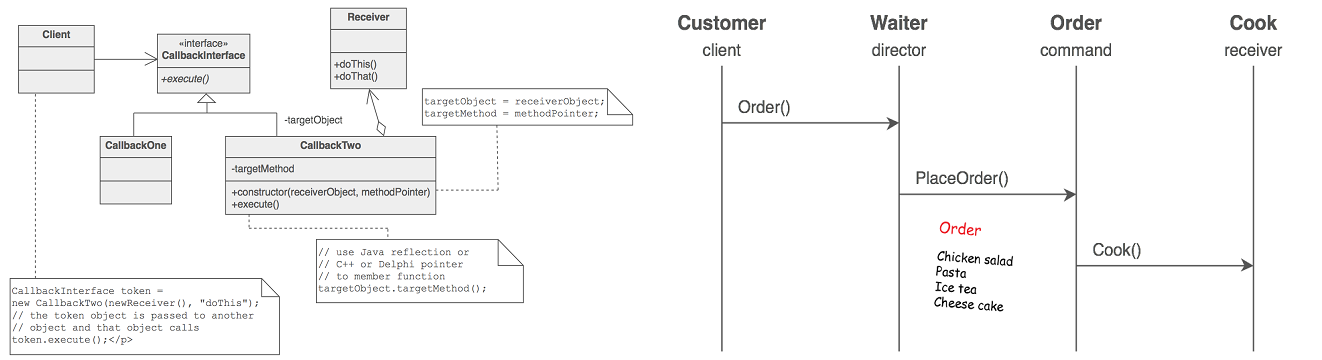 Client
«interface»
CallbackInterface
+execute()
Receiver
+doThis()
+doThat()
targetObject = receiverObject;
targetMethod = methodPointer;
-targetObject
CallbackOne
CallbackTwo
-targetMethod
+constructor(receiverObject, methodPointer)
+execute()
// use Java reflection or
// C++ or Delphi pointer
// to member function
targetObject.targetMethod();
CallbackInterface token =
new CallbackTwo(newReceiver(), "doThis");
// the token object is passed to another
// object and that object calls
token.execute();</p>
Customer
client
Waiter
director
Order
command
Cook
receiver
Order()
PlaceOrder()
Order
Chicken salad
Pasta
Ice tea
Cheese cake
Cook()